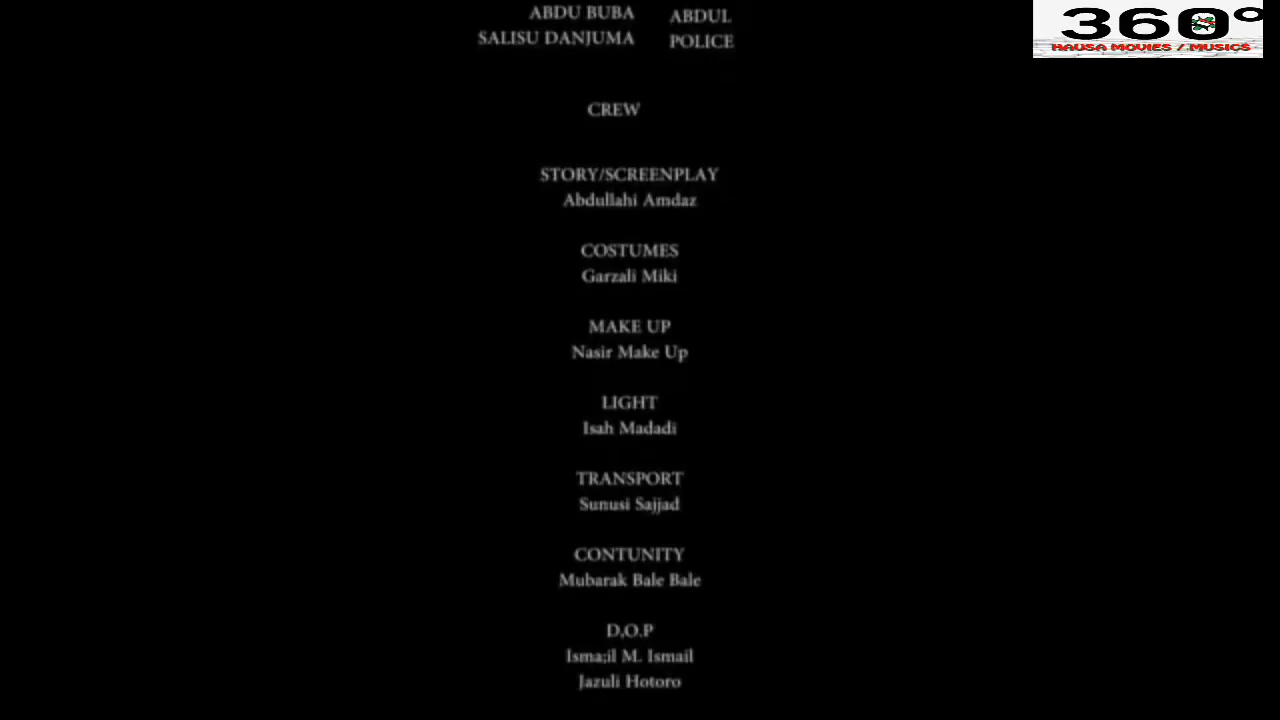 ABDU BUBA ABDUL
SALISU DANJUMA POLICE
360°
HAUSA MOVIES / MUSICS
CREW
STORY/SCREENPLAY
Abdullahi Amdaz
COSTUMES
Garzali Miki
MAKE UP
Nasir Make Up
LIGHT
Isah Madadi
TRANSPORT
Sunusi Sajjad
CONTUNITY
Mubarak Bale Bale
D,O.P
Isma;il M. Ismail
Jazuli Hotoro